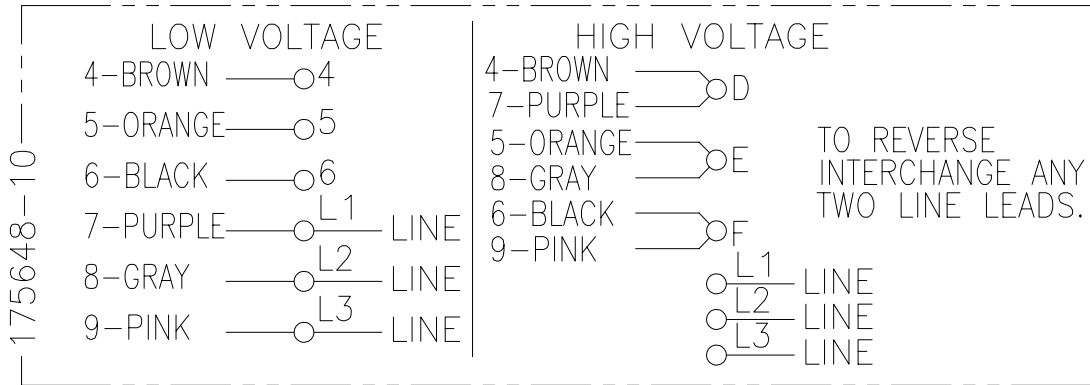 175648-10
LOW VOLTAGE
4-BROWN 4
5-ORANGE 5
6-BLACK 6
7-PURPLE L1 LINE
8-GRAY L2 LINE
9-PINK L3 LINE
HIGH VOLTAGE
4-BROWN
7-PURPLE D
5-ORANGE
8-GRAY E
6-BLACK
9-PINK F
L1 LINE
L2 LINE
L3 LINE
TO REVERSE
INTERCHANGE ANY
TWO LINE LEADS.